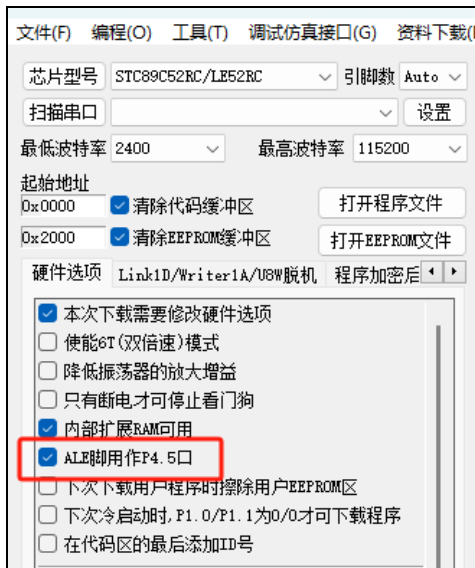 文件(F) 编程(O) 工具(T) 调试仿真接口(G) 资料下载(
芯片型号 STC89C52RC/LE52RC 引脚数 Auto
扫描串口 设置
最低波特率 2400 最高波特率 115200
起始地址
0x0000 清除代码缓冲区 打开程序文件
0x2000 清除EEPROM缓冲区 打开EEPROM文件
硬件选项 Link1D/Writer1A/U8W脱机 程序加密后
本次下载需要修改硬件选项
使能6T(双倍速)模式
降低振荡器的放大增益
只有断电才可停止看门狗
内部扩展RAM可用
ALE脚用作P4.5口
下次下载用户程序时擦除用户EEPROM区
下次冷启动时,P1.0/P1.1为0/0才可下载程序
在代码区的最后添加ID号